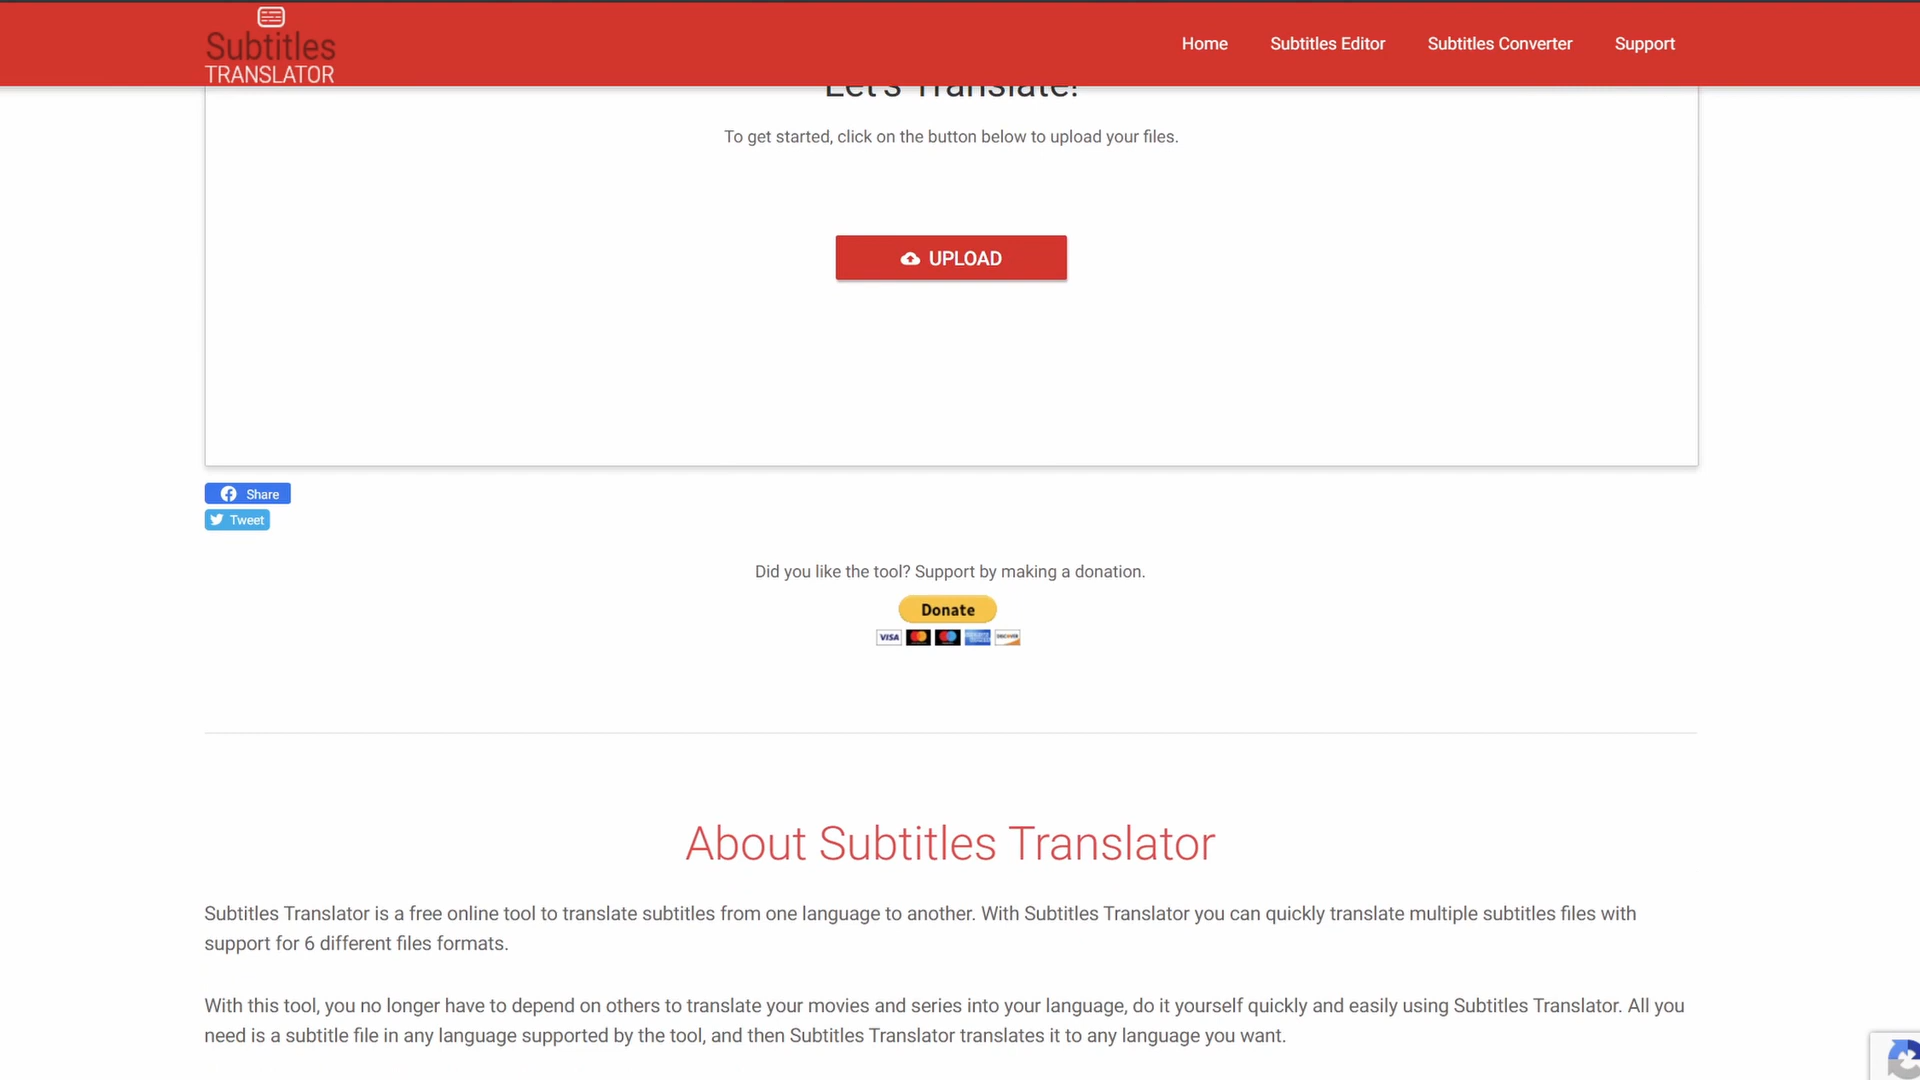 Subtitles
TRANSLATOR
Home
Subtitles Editor
Subtitles Converter
Support
Let's Translate!
To get started, click on the button below to upload your files.
UPLOAD
Share
Tweet
Did you like the tool? Support by making a donation.
Donate
VISA
DISCOVER
About Subtitles Translator
Subtitles Translator is a free online tool to translate subtitles from one language to another. With Subtitles Translator you can quickly translate multiple subtitles files with
support for 6 different files formats.
With this tool, you no longer have to depend on others to translate your movies and series into your language, do it yourself quickly and easily using Subtitles Translator. All you
need is a subtitle file in any language supported by the tool, and then Subtitles Translator translates it to any language you want.